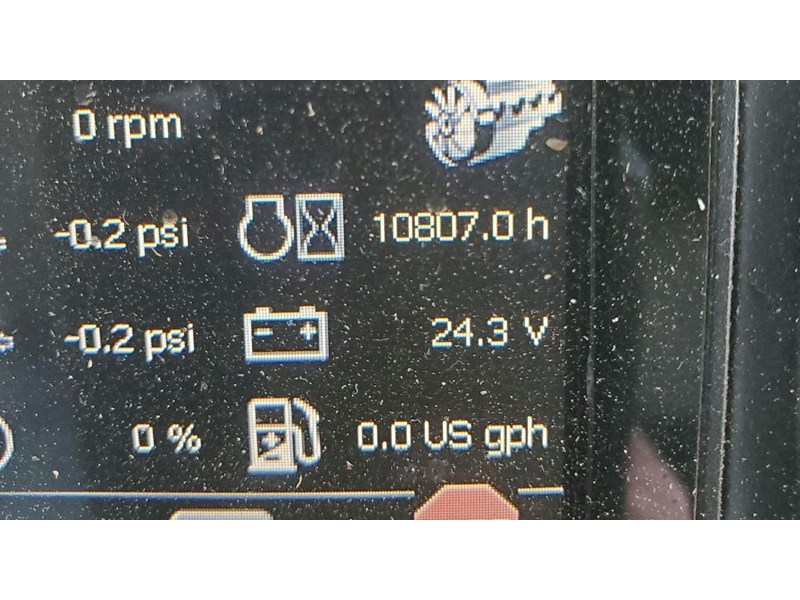 0 rpm
-0.2 psi 10807.0 h
-0.2 psi 24.3 V
0 % 0.0 US gph